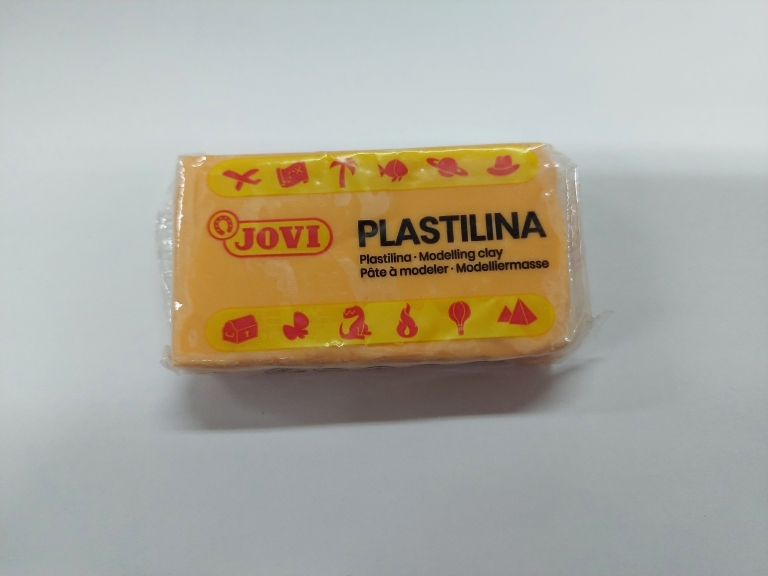 JOVI
PLASTILINA
Plastilina · Modelling clay
Pâte à modeler · Modelliermasse